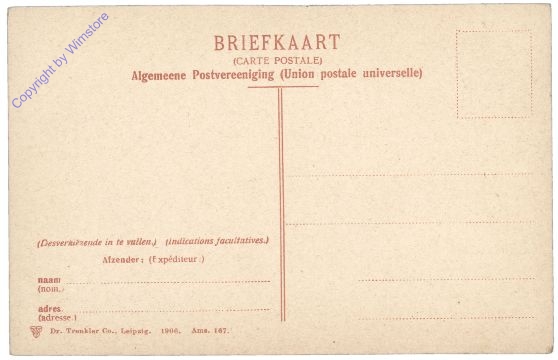 Copyright by Wimstore
BRIEFKAART
(CARTE POSTALE)
Algemeene Postvereeniging (Union postale universelle)
(Desverkiezende in te vullen.) (Indications facultatives.)
Afzender: (Expéditeur:)
naam
(nom.)
adres
(adresse.)
Dr. Trenkler Co., Leipzig. 1906. Ams. 167.